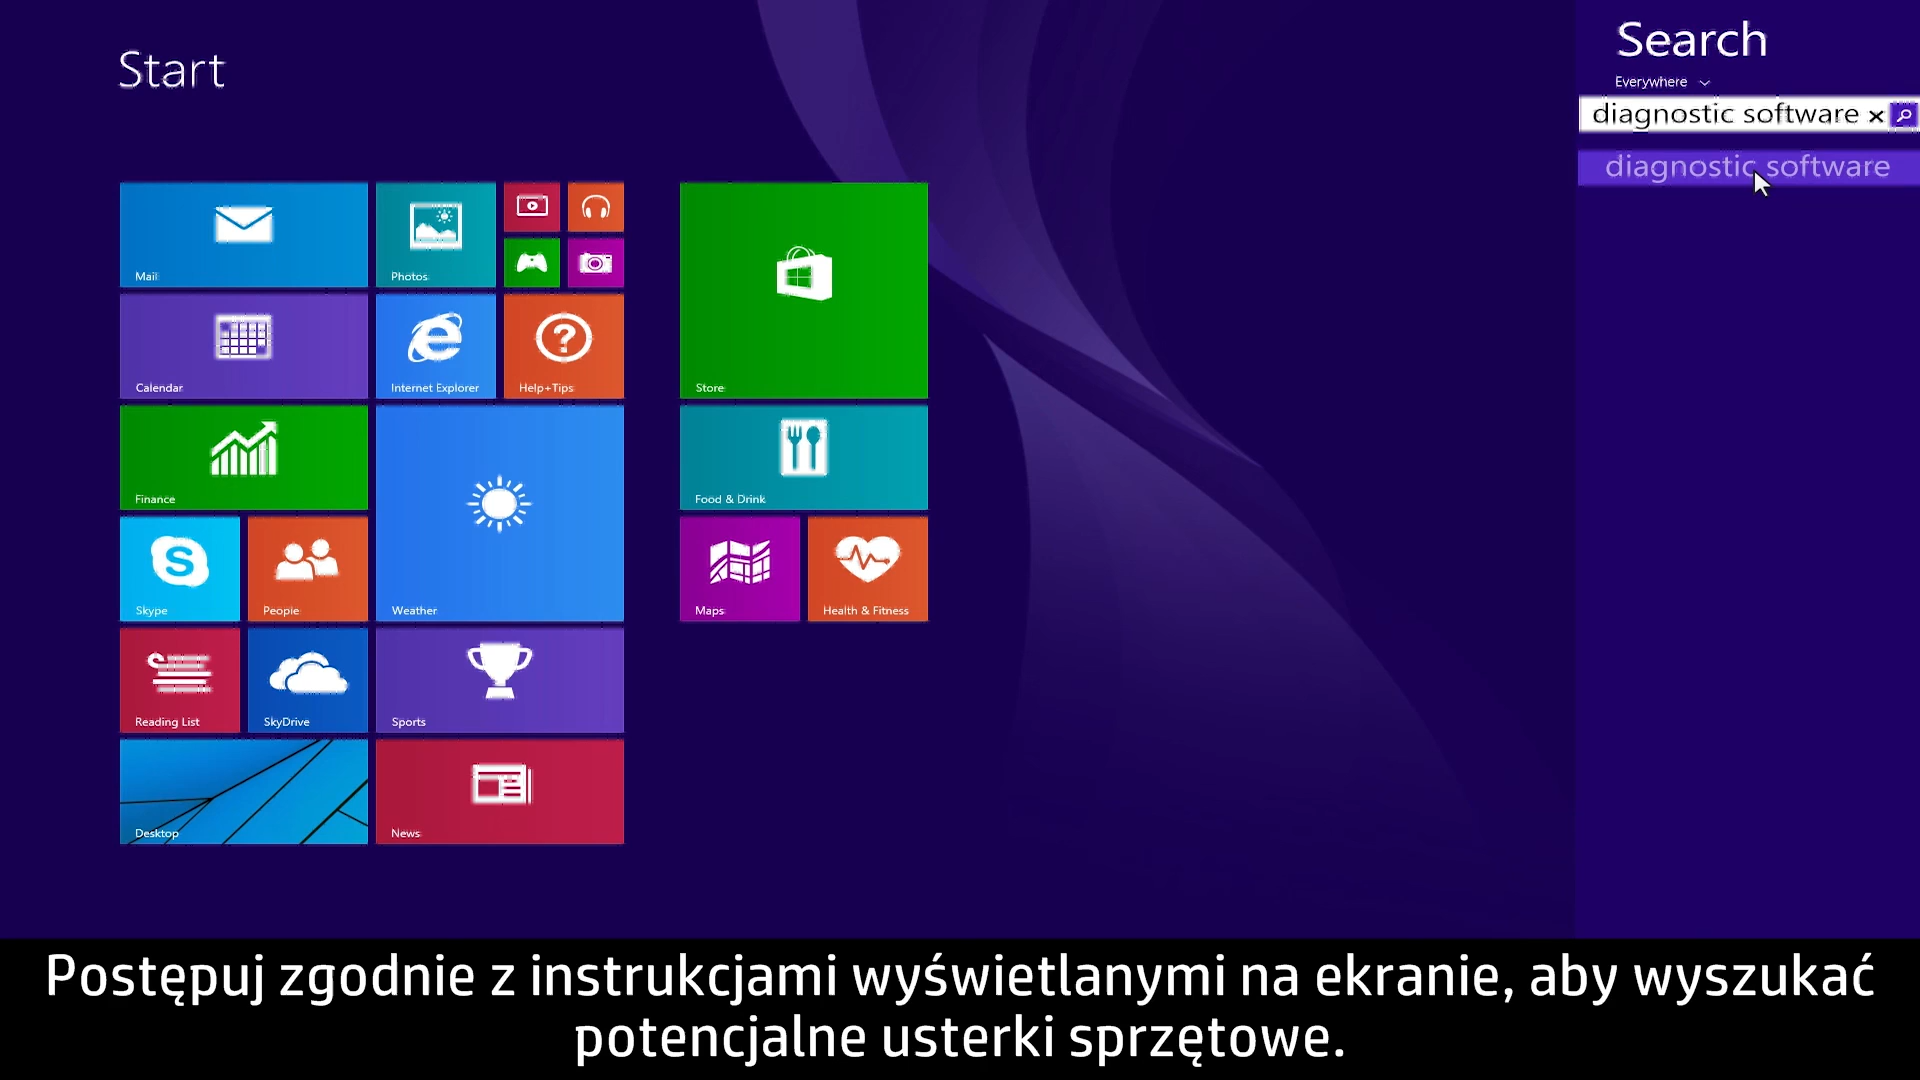 Start
Search
Everywhere
diagnostic software
diagnostic software
Mail
Photos
Calendar
Internet Explorer
Help+Tips
Store
Finance
Food & Drink
Skype
People
Weather
Maps
Health & Fitness
Reading List
SkyDrive
Sports
Desktop
News
Postępuj zgodnie z instrukcjami wyświetlanymi na ekranie, aby wyszukać
potencjalne usterki sprzętowe.